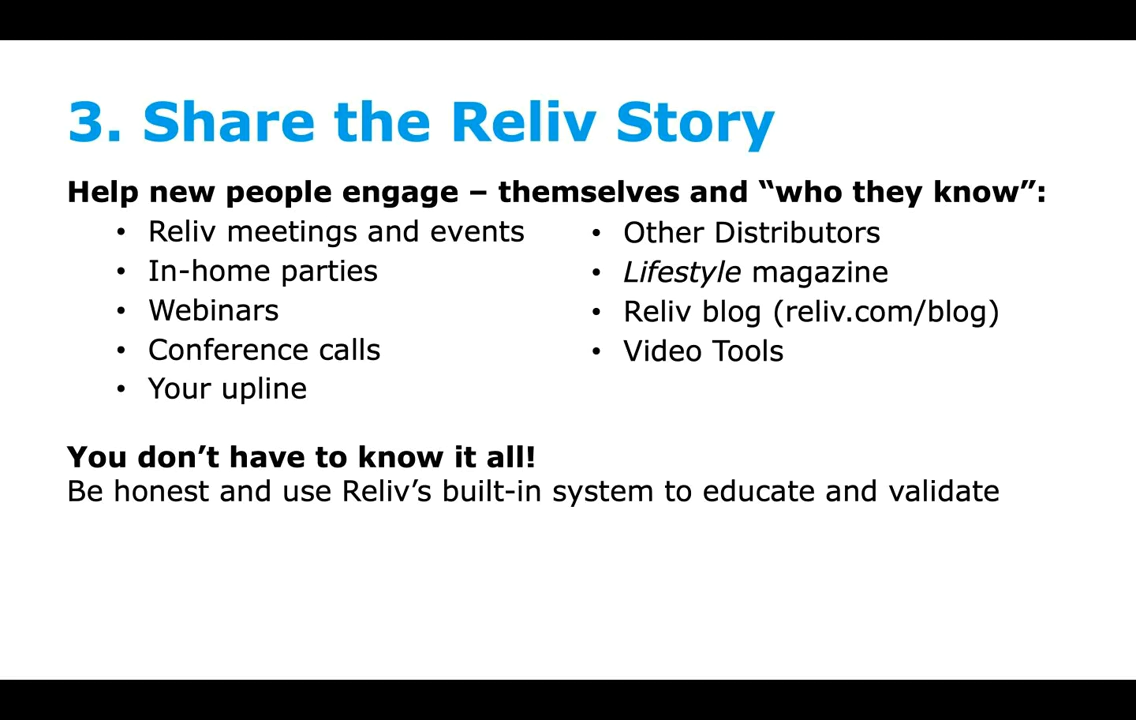 3. Share the Reliv Story
Help new people engage – themselves and “who they know”:
• Reliv meetings and events
• In-home parties
• Webinars
• Conference calls
• Your upline
• Other Distributors
• Lifestyle magazine
• Reliv blog (reliv.com/blog)
• Video Tools
You don’t have to know it all!
Be honest and use Reliv’s built-in system to educate and validate